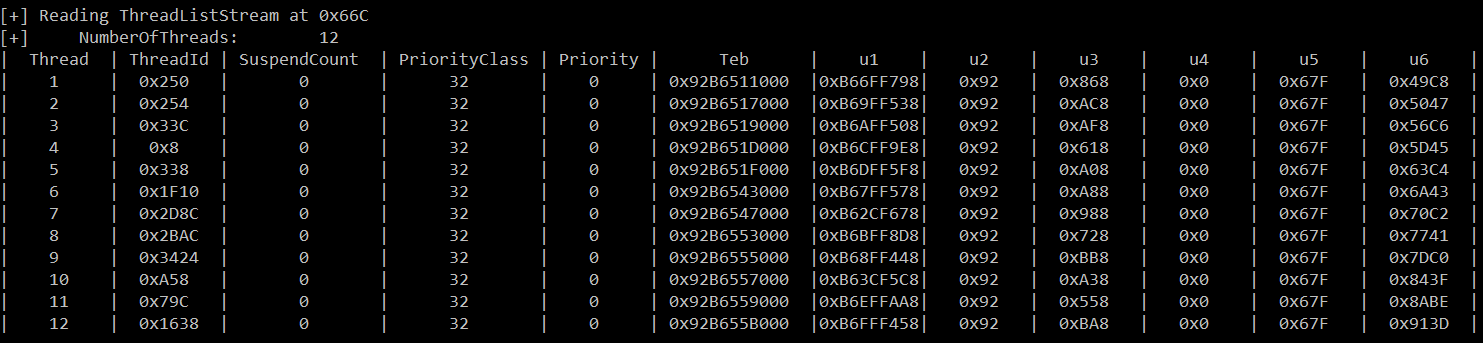 [+] Reading ThreadListStream at 0x66C
[+] NumberOfThreads: 12
| Thread | ThreadId | SuspendCount | PriorityClass | Priority | Teb | u1 | u2 | u3 | u4 | u5 | u6 |
| 1 | 0x250 | 0 | 32 | 0 | 0x92B6511000 |0xB66FF798| 0x92 | 0x868 | 0x0 | 0x67F | 0x49C8 |
| 2 | 0x254 | 0 | 32 | 0 | 0x92B6517000 |0xB69FF538| 0x92 | 0xAC8 | 0x0 | 0x67F | 0x5047 |
| 3 | 0x33C | 0 | 32 | 0 | 0x92B6519000 |0xB6AFF508| 0x92 | 0xAF8 | 0x0 | 0x67F | 0x56C6 |
| 4 | 0x8 | 0 | 32 | 0 | 0x92B651D000 |0xB6CFF9E8| 0x92 | 0x618 | 0x0 | 0x67F | 0x5D45 |
| 5 | 0x338 | 0 | 32 | 0 | 0x92B651F000 |0xB6DFF5F8| 0x92 | 0xA08 | 0x0 | 0x67F | 0x63C4 |
| 6 | 0x1F10 | 0 | 32 | 0 | 0x92B6543000 |0xB67FF578| 0x92 | 0xA88 | 0x0 | 0x67F | 0x6A43 |
| 7 | 0x2D8C | 0 | 32 | 0 | 0x92B6547000 |0xB62CF678| 0x92 | 0x988 | 0x0 | 0x67F | 0x70C2 |
| 8 | 0x2BAC | 0 | 32 | 0 | 0x92B6553000 |0xB6BFF8D8| 0x92 | 0x728 | 0x0 | 0x67F | 0x7741 |
| 9 | 0x3424 | 0 | 32 | 0 | 0x92B6555000 |0xB68FF448| 0x92 | 0xBB8 | 0x0 | 0x67F | 0x7DC0 |
| 10 | 0xA58 | 0 | 32 | 0 | 0x92B6557000 |0xB63CF5C8| 0x92 | 0xA38 | 0x0 | 0x67F | 0x843F |
| 11 | 0x79C | 0 | 32 | 0 | 0x92B6559000 |0xB6EFFAA8| 0x92 | 0x558 | 0x0 | 0x67F | 0x8ABE |
| 12 | 0x1638 | 0 | 32 | 0 | 0x92B655B000 |0xB6FFF458| 0x92 | 0xBA8 | 0x0 | 0x67F | 0x913D |